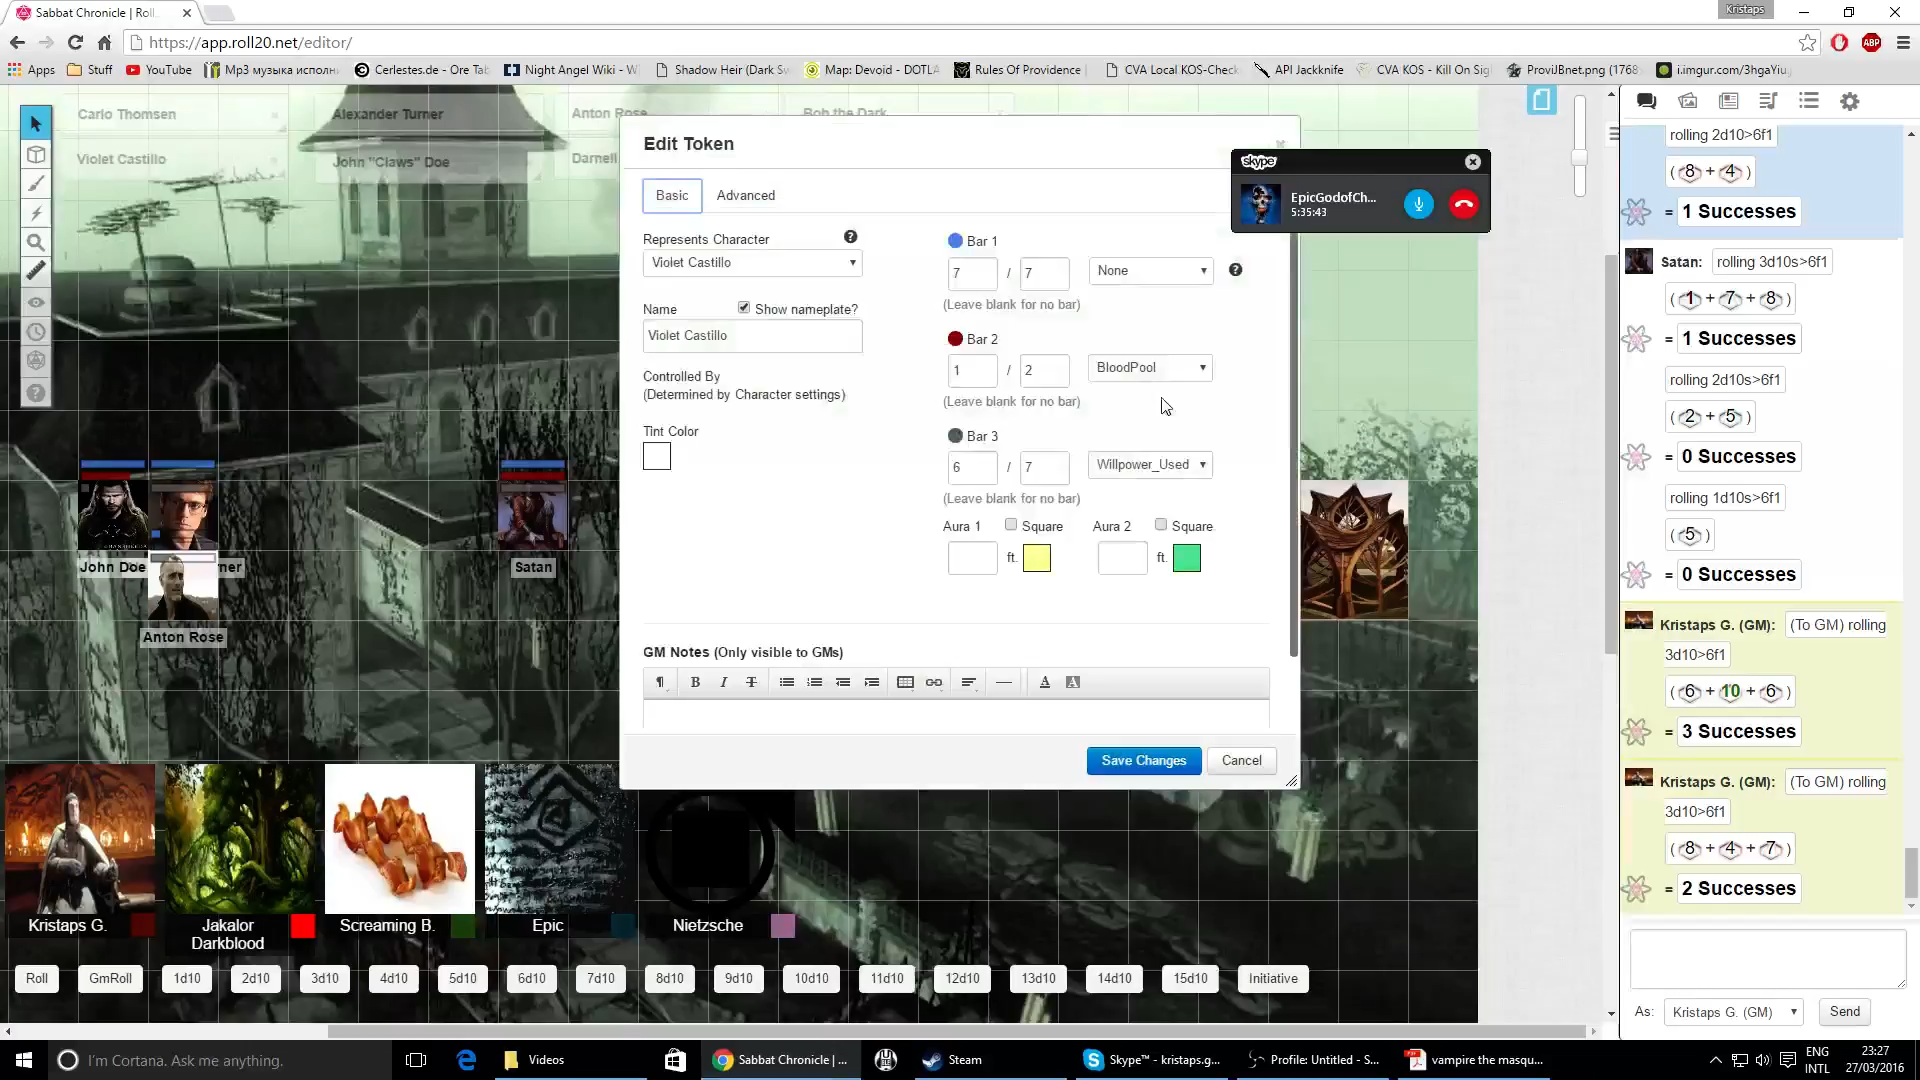 Sabbat Chronicle | Roll
Kristaps
https://app.roll20.net/editor/
Apps Stuff YouTube Mp3 музыка исполн Cerlestes.de - Ore Tab Night Angel Wiki - W Shadow Heir (Dark Sw Map: Devoid - DOTLA Rules Of Providence CVA Local KOS-Check API Jackknife CVA KOS - Kill On Sig ProviJBnet.png (1768 i.imgur.com/3hgaYiu
Carlo Thomsen Alexander Turner Anton Rose Bob the Dark
Violet Castillo John "Claws" Doe Darnell
Edit Token
Basic Advanced
Represents Character
Violet Castillo
Name Show nameplate?
Violet Castillo
Controlled By
(Determined by Character settings)
Tint Color
Bar 1
7 / 7 None
(Leave blank for no bar)
Bar 2
1 / 2 BloodPool
(Leave blank for no bar)
Bar 3
6 / 7 Willpower_Used
(Leave blank for no bar)
Aura 1 Square Aura 2 Square
ft. ft.
GM Notes (Only visible to GMs)
Save Changes Cancel
skype
EpicGodofCh...
5:35:43
John Doe
rner
Anton Rose
Satan
rolling 2d10>6f1
(8 + 4)
= 1 Successes
Satan: rolling 3d10s>6f1
(1 + 7 + 8)
= 1 Successes
rolling 2d10s>6f1
(2 + 5)
= 0 Successes
rolling 1d10s>6f1
(5)
= 0 Successes
Kristaps G. (GM): (To GM) rolling
3d10>6f1
(6 + 10 + 6)
= 3 Successes
Kristaps G. (GM): (To GM) rolling
3d10>6f1
(8 + 4 + 7)
= 2 Successes
As: Kristaps G. (GM) Send
Kristaps G. Jakalor Screaming B. Epic Nietzsche
Darkblood
Roll GmRoll 1d10 2d10 3d10 4d10 5d10 6d10 7d10 8d10 9d10 10d10 11d10 12d10 13d10 14d10 15d10 Initiative
I'm Cortana. Ask me anything. Videos Sabbat Chronicle | ... Steam Skype™ - kristaps.g... Profile: Untitled - S... vampire the masqu...
ENG
INTL
23:27
27/03/2016